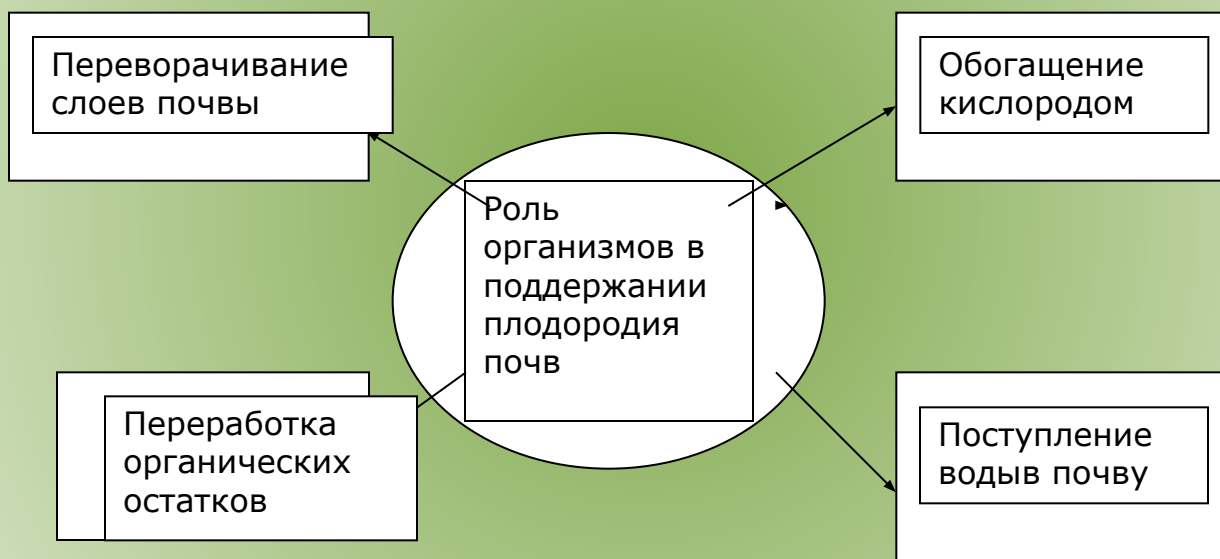 Переворачивание
слоев почвы
Обогащение
кислородом
Роль
организмов в
поддержании
плодородия
почв
Переработка
органических
остатков
Поступление
водыв почву